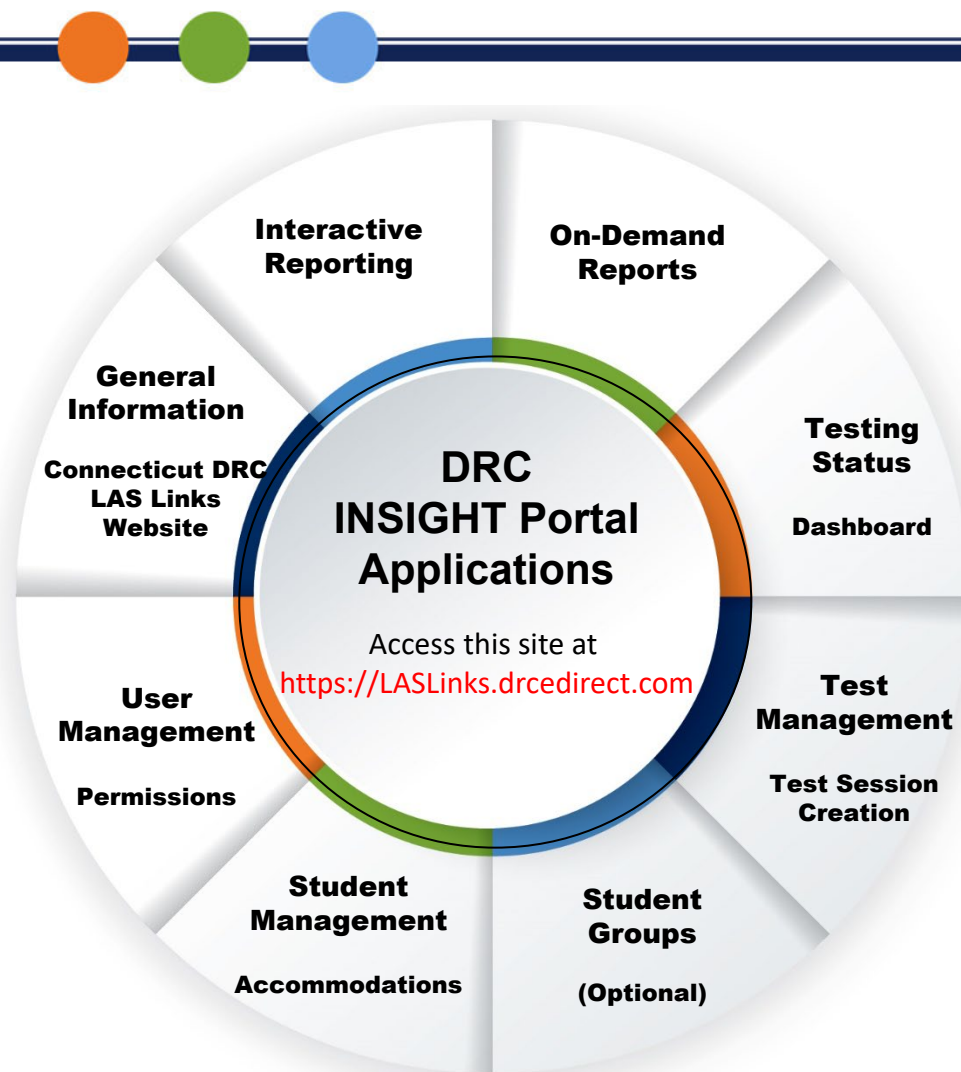 Interactive
Reporting
On-Demand
Reports
General
Information
Connecticut DRC
LAS Links
Website
Testing
Status
Dashboard
DRC
INSIGHT Portal
Applications
Access this site at
https://LASLinks.drcedirect.com
User
Management
Permissions
Test
Management
Test Session
Creation
Student
Management
Accommodations
Student
Groups
(Optional)